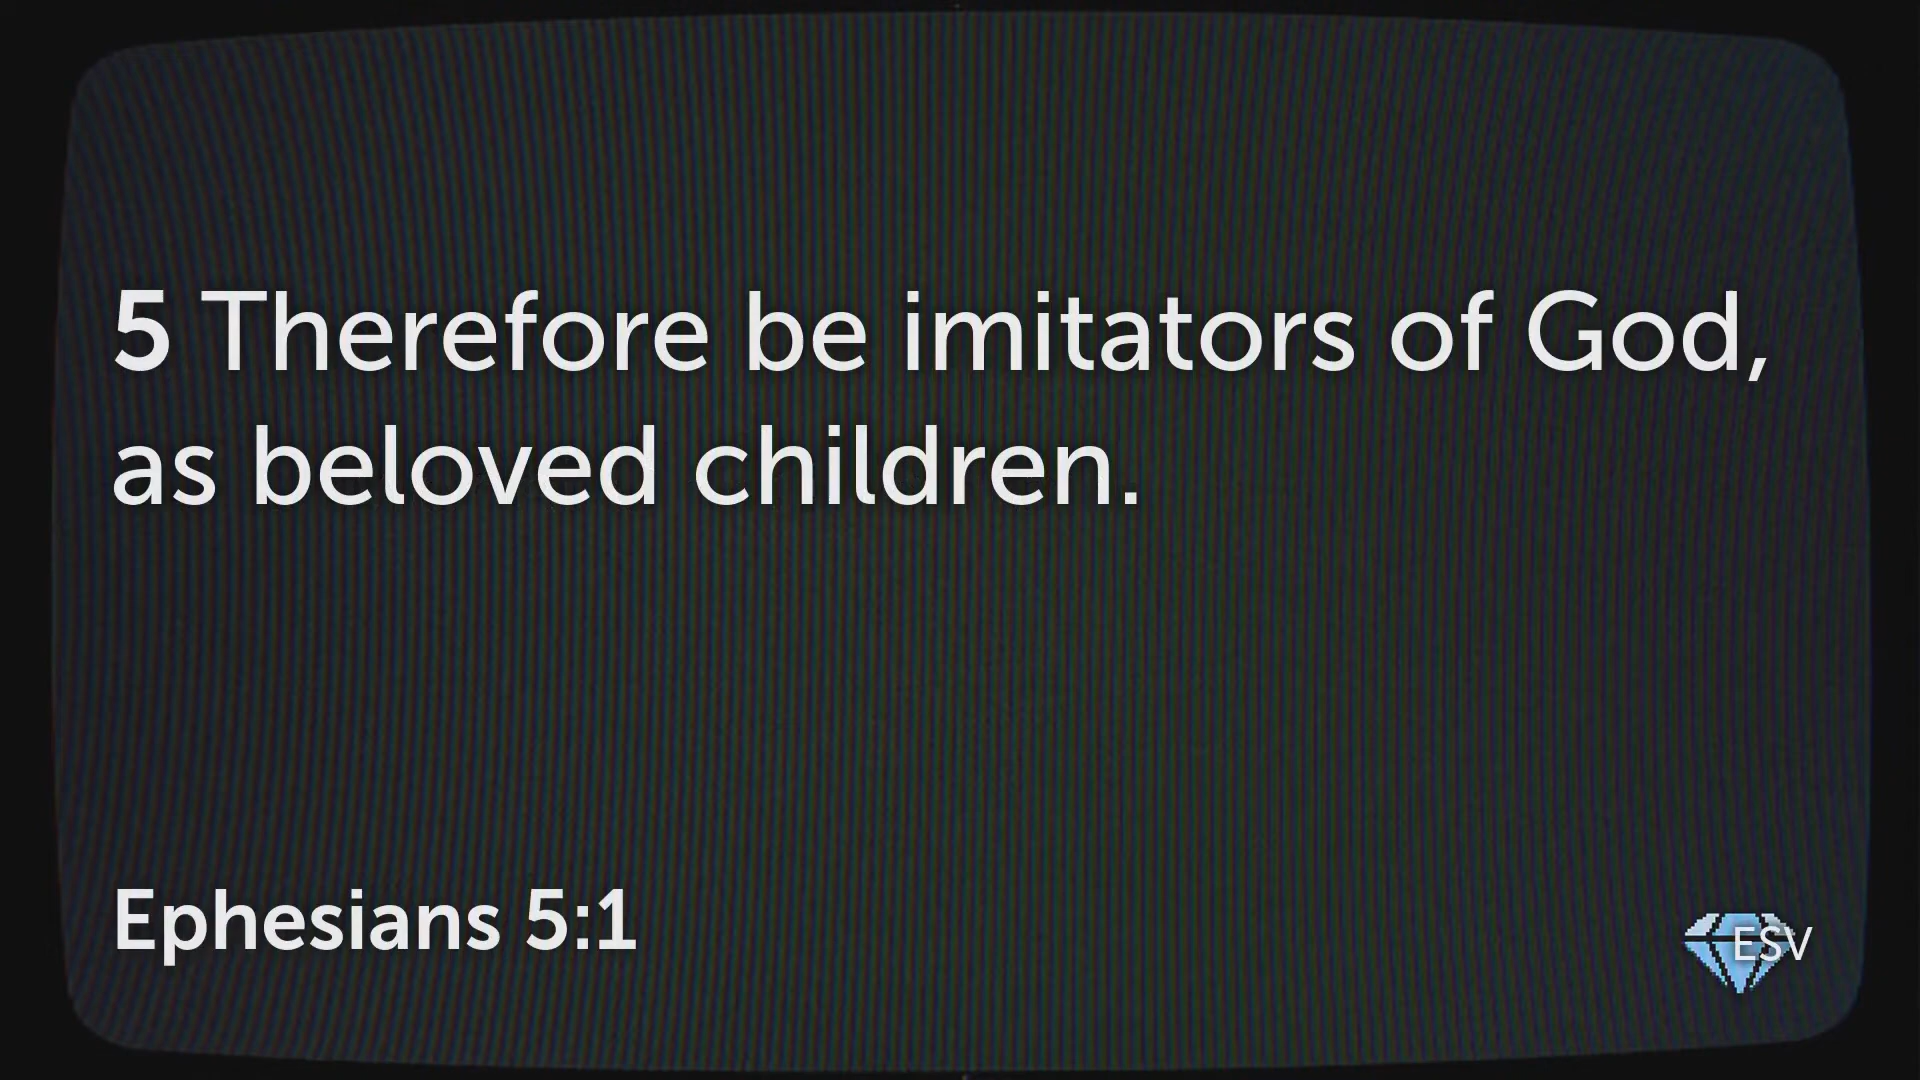 5 Therefore be imitators of God,
as beloved children.
Ephesians 5:1
ESV